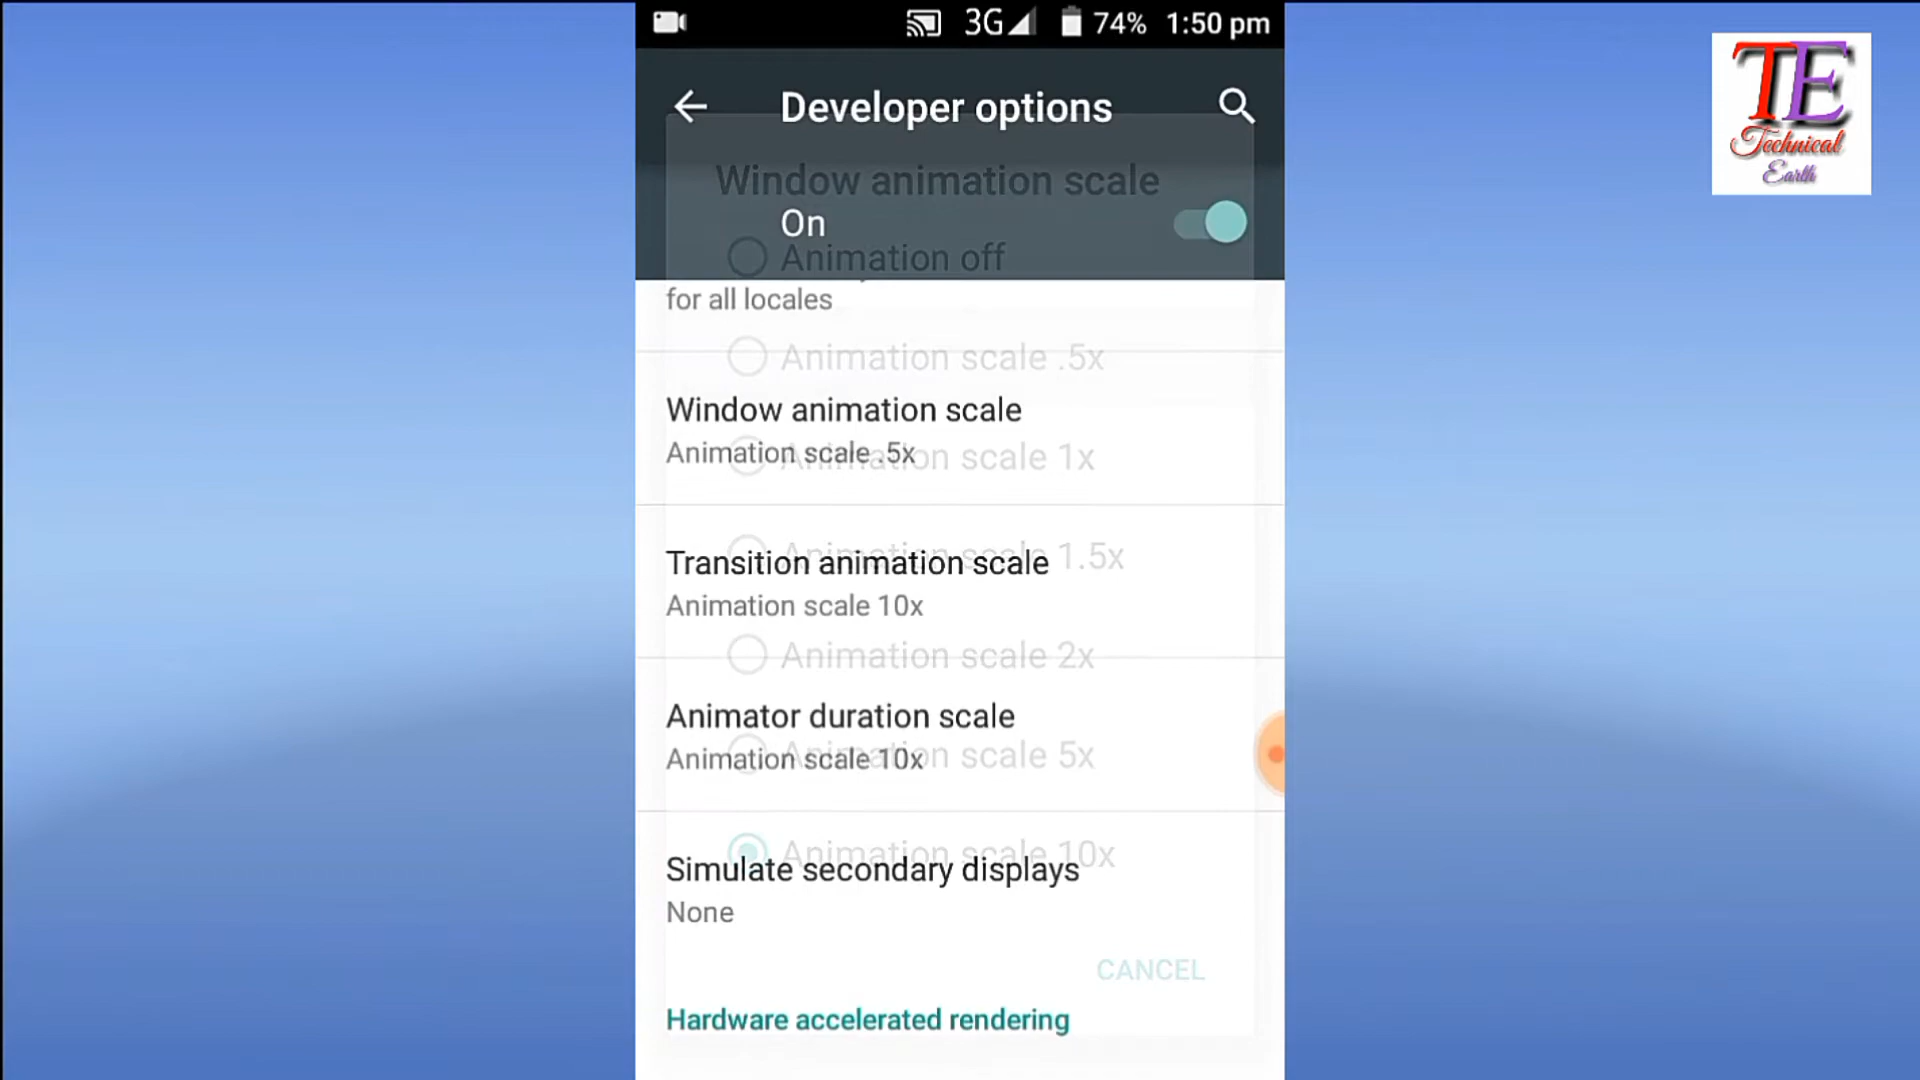 3G 74% 1:50 pm
TE
Technical
Earth
Developer options
Window animation scale
On
Animation off
for all locales
Animation scale .5x
Window animation scale
Animation scale .5x
Animation scale 1x
Animation scale 1.5x
Transition animation scale
Animation scale 10x
Animation scale 2x
Animator duration scale
Animation scale 10x
Animation scale 5x
Animation scale 10x
Simulate secondary displays
None
CANCEL
Hardware accelerated rendering